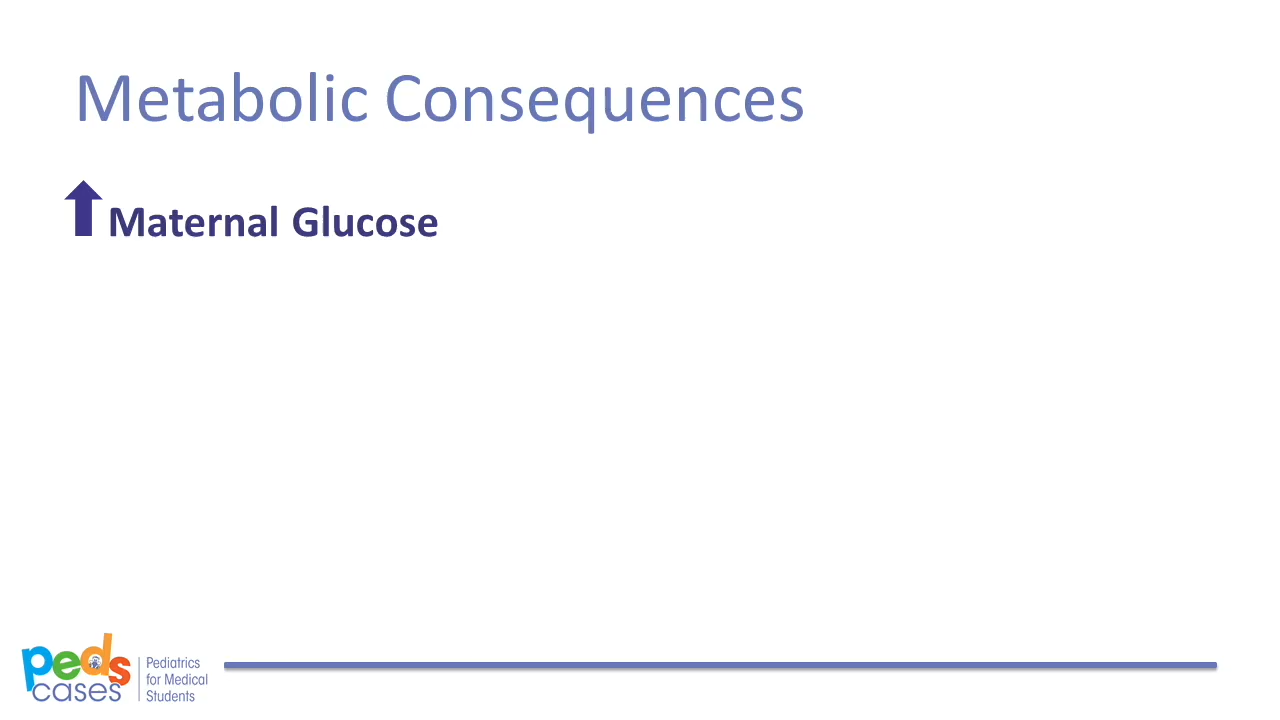 Metabolic Consequences
Maternal Glucose
peds
cases
Pediatrics
for Medical
Students